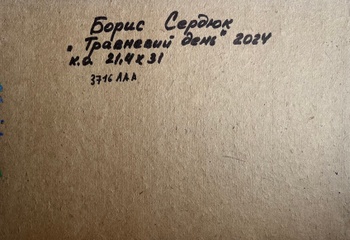 Борис Сердюк
"Травневий день" 2024
к.о 21,4х31
3716 ААА